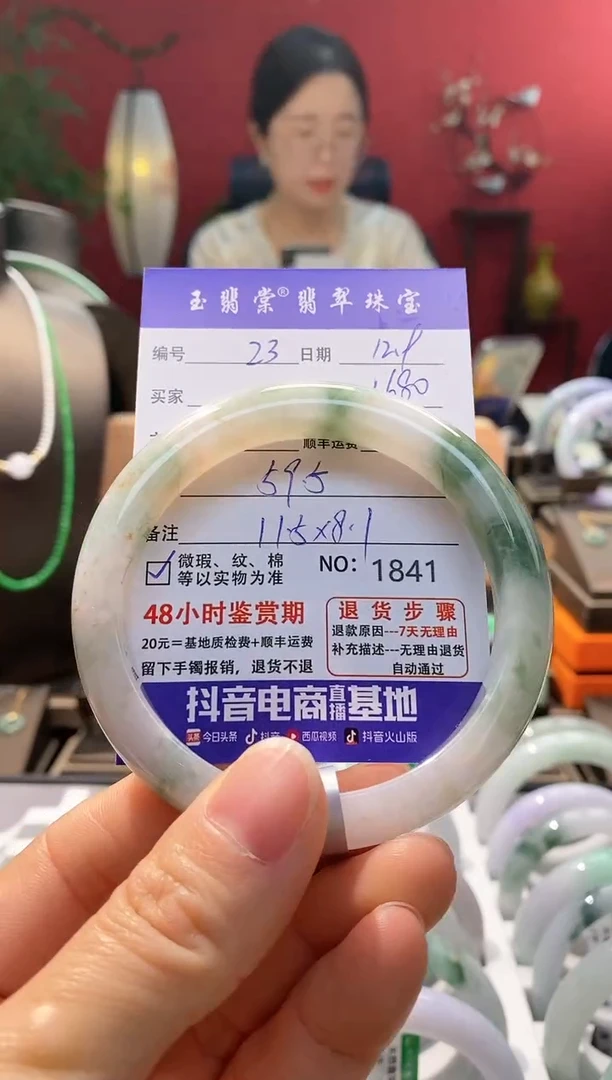 玉翡棠®翡翠珠宝
编号 23 日期 12.9
买家 1680
顺丰运费
59.5
备注 11.5x8.1
微瑕、纹、棉
等以实物为准
NO: 1841
48小时鉴赏期
20元=基地质检费+顺丰运费
留下手镯报销，退货不退
退货步骤
退款原因---7天无理由
补充描述---无理由退货
自动通过
抖音电商直播基地
头条 今日头条 抖音 西瓜视频 抖音火山版